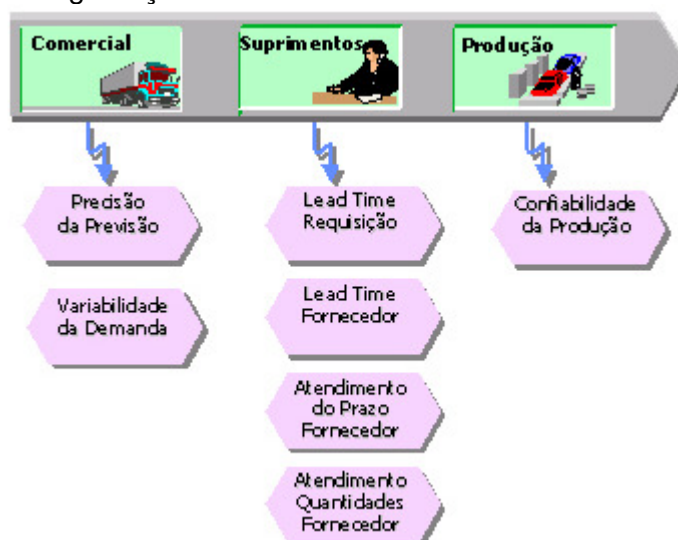 Comercial
Suprimentos
Produção
Precisão
da Previsão
Variabilidade
da Demanda
Lead Time
Requisição
Lead Time
Fornecedor
Atendimento
do Prazo
Fornecedor
Atendimento
Quantidades
Fornecedor
Confiabilidade
da Produção